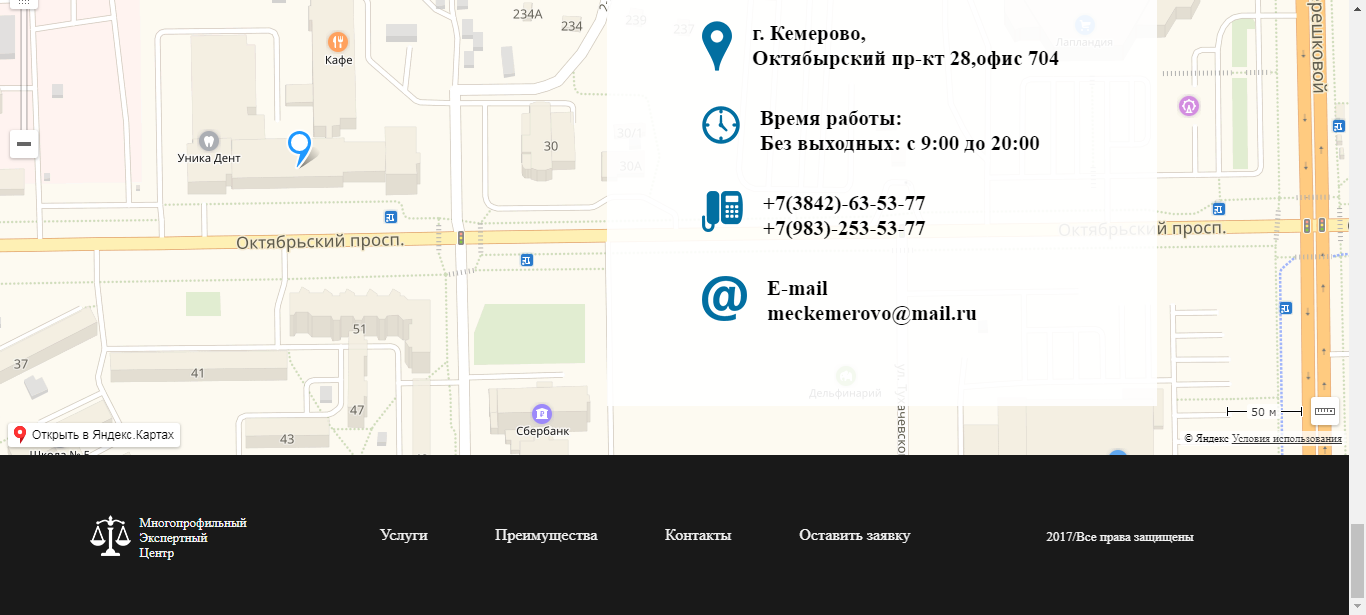 234А
234
239
237
Кафе
Лапландия
решковой
г. Кемерово,
Октябырский пр-кт 28,офис 704
Время работы:
Без выходных: с 9:00 до 20:00
Уника Дент
30
30/1
30А
+7(3842)-63-53-77
+7(983)-253-53-77
Октябрьский просп.
Октябрьский просп.
E-mail
meckemerovo@mail.ru
51
37
41
47
43
Дельфинарий
ул. Тухачевско
Сбербанк
50 м
Открыть в Яндекс.Картах
© Яндекс Условия использования
Школа № 5
Многопрофильный
Экспертный
Центр
Услуги
Преимущества
Контакты
Оставить заявку
2017/Все права защищены